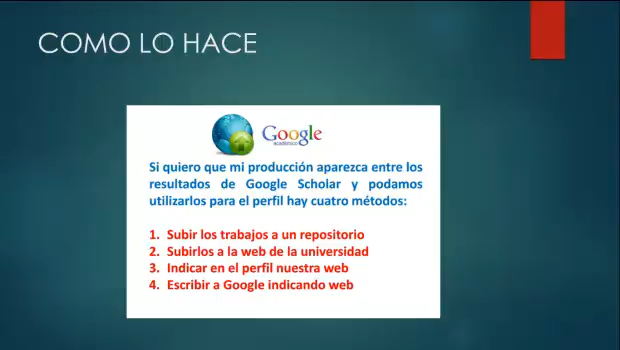 COMO LO HACE
Google
académico
Si quiero que mi producción aparezca entre los
resultados de Google Scholar y podamos
utilizarlos para el perfil hay cuatro métodos:
1. Subir los trabajos a un repositorio
2. Subirlos a la web de la universidad
3. Indicar en el perfil nuestra web
4. Escribir a Google indicando web